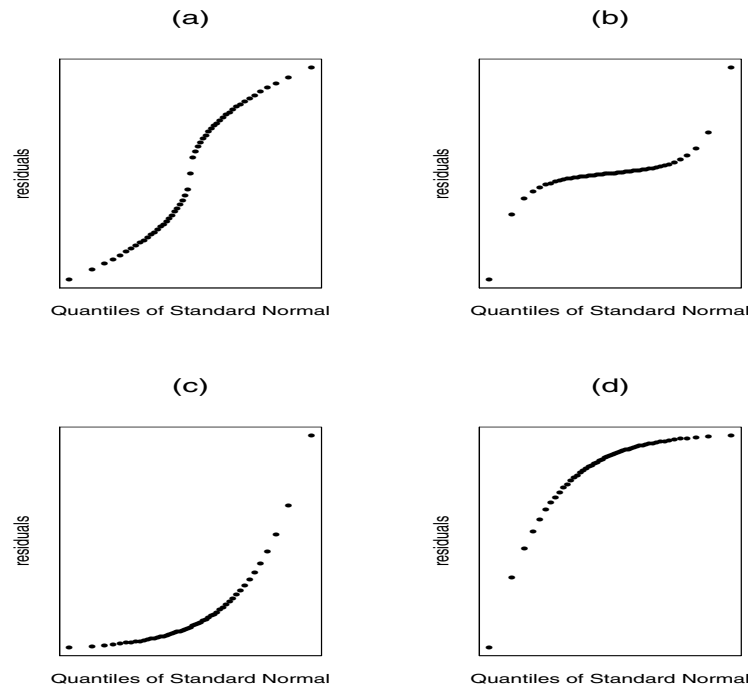 (a)
residuals
Quantiles of Standard Normal
(b)
residuals
Quantiles of Standard Normal
(c)
residuals
Quantiles of Standard Normal
(d)
residuals
Quantiles of Standard Normal